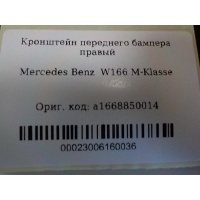 Кронштейн переднего бампера
правый
Mercedes Benz W166 M-Klasse
Ориг. код: a1668850014
00023006160036